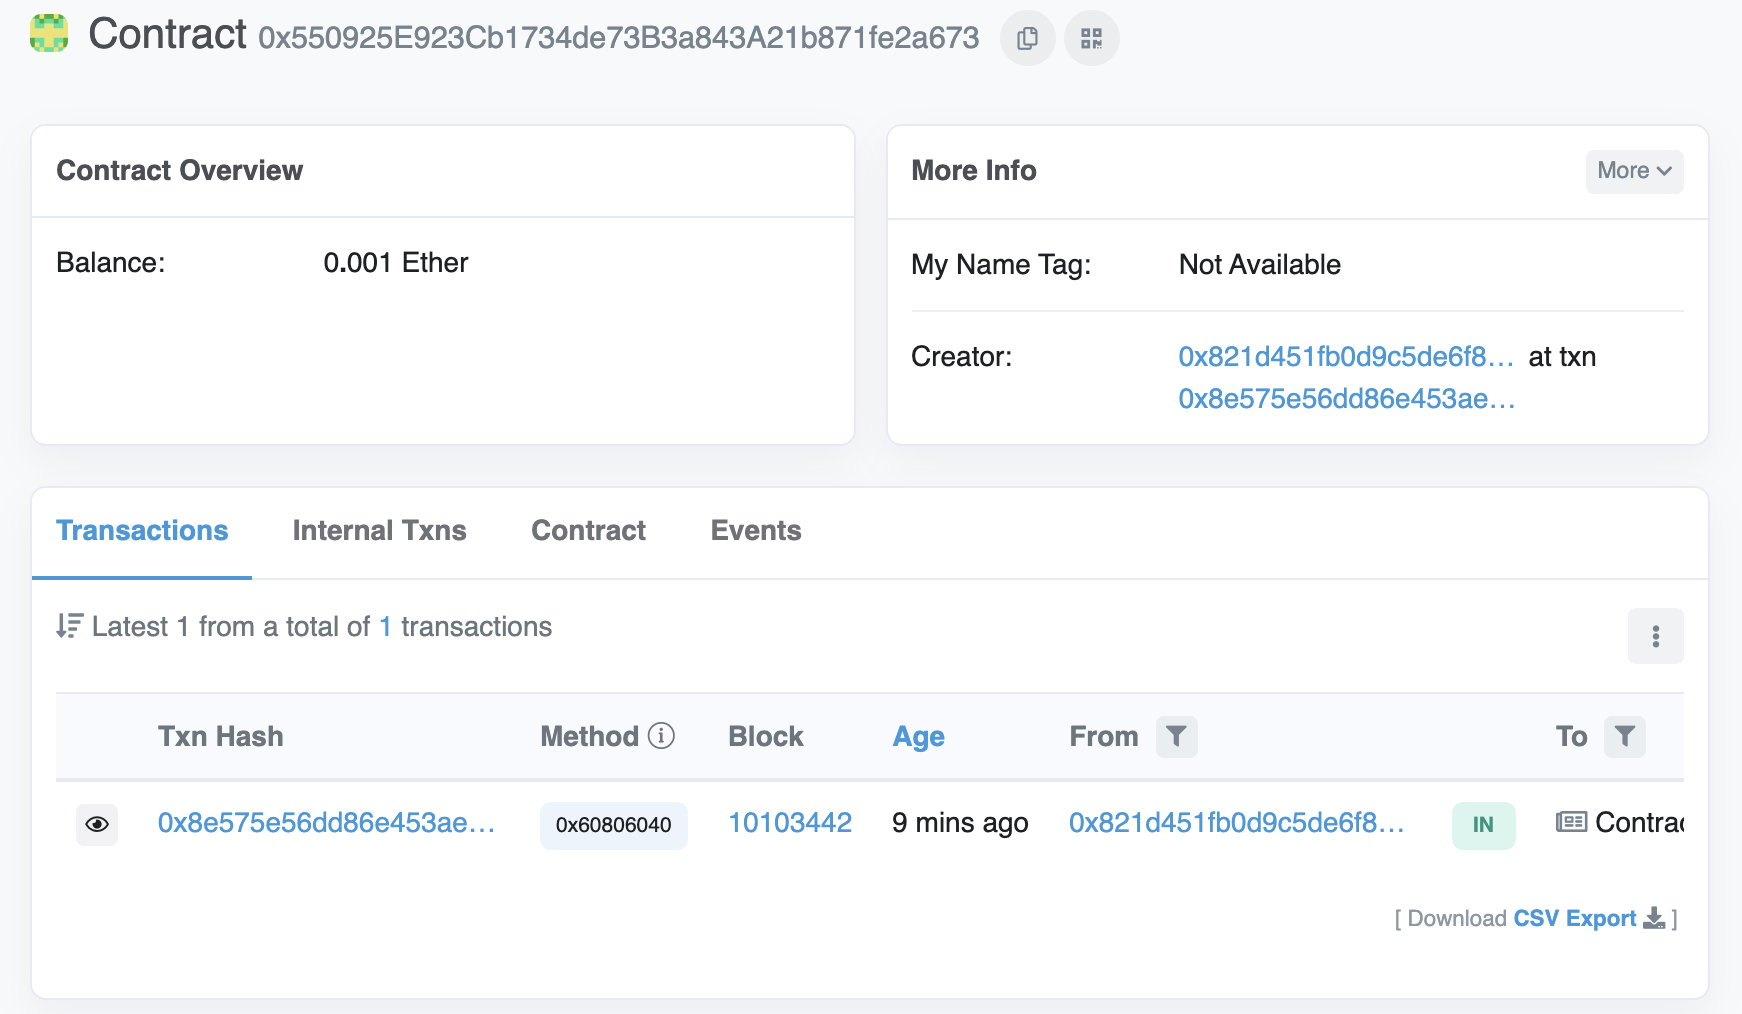 Contract 0x550925E923Cb1734de73B3a843A21b871fe2a673
Contract Overview
Balance: 0.001 Ether
More Info
More
My Name Tag: Not Available
Creator: 0x821d451fb0d9c5de6f8... at txn
0x8e575e56dd86e453ae...
Transactions Internal Txns Contract Events
Latest 1 from a total of 1 transactions
Txn Hash Method Block Age From To
0x8e575e56dd86e453ae... 0x60806040 10103442 9 mins ago 0x821d451fb0d9c5de6f8... IN Contrac
[ Download CSV Export ]